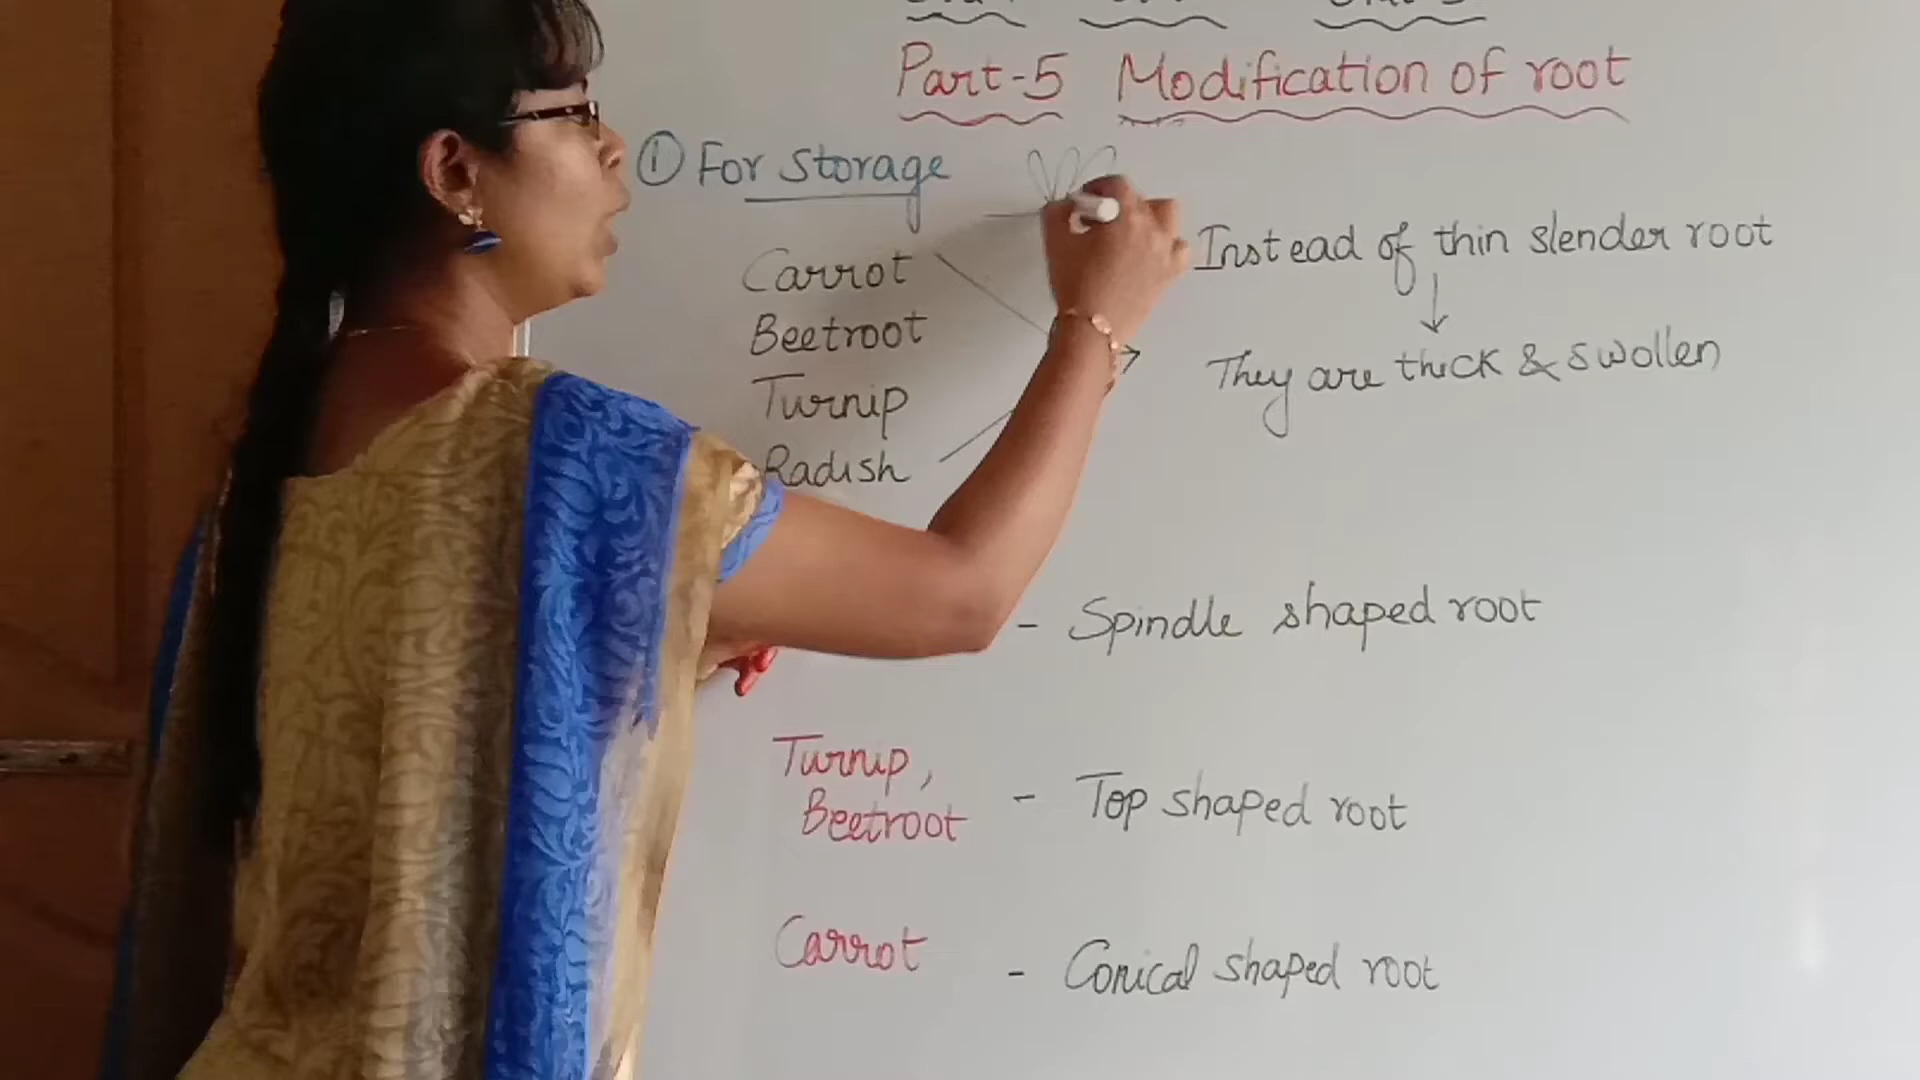 Part-5 Modification of root
① For storage
Carrot
Beetroot
Turnip
Radish
Instead of thin slender root
They are thick & swollen
- Spindle shaped root
Turnip,
Beetroot - Top shaped root
Carrot - Conical shaped root